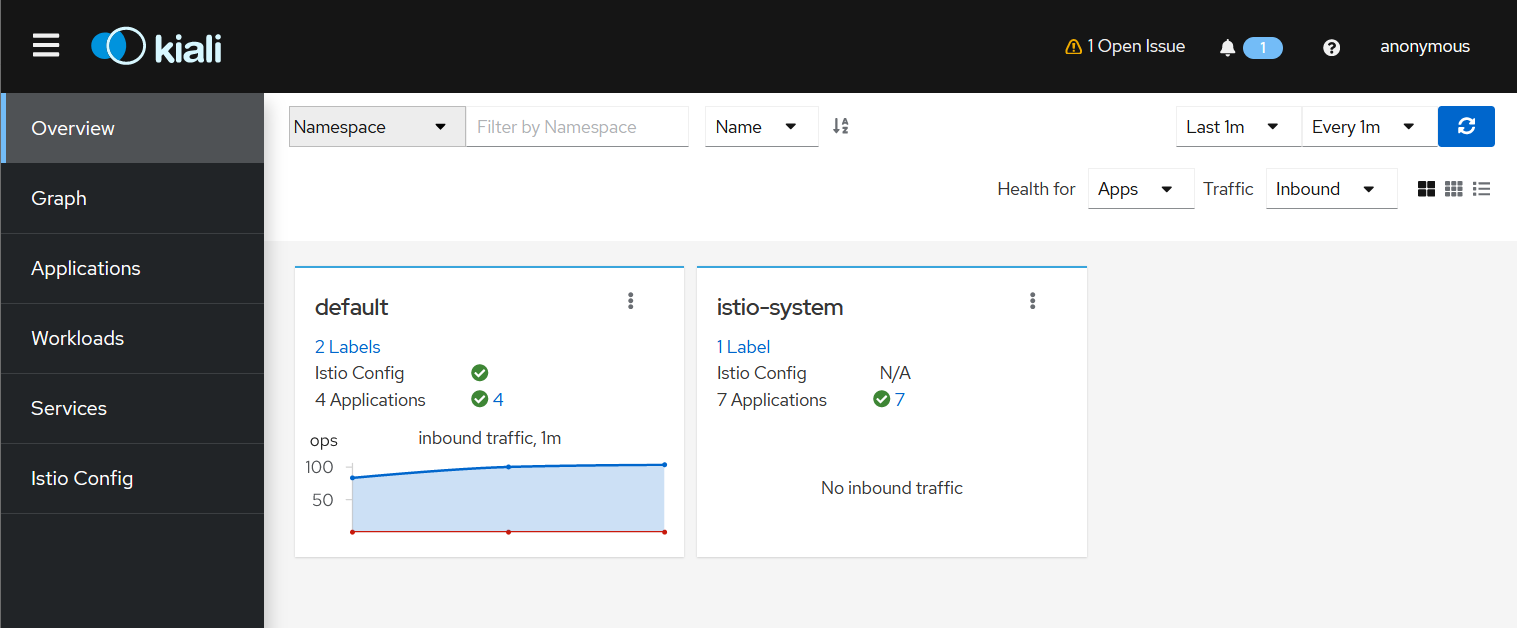 kiali
1 Open Issue
1
anonymous
Overview
Graph
Applications
Workloads
Services
Istio Config
Namespace
Filter by Namespace
Name
Last 1m
Every 1m
Health for
Apps
Traffic
Inbound
default
2 Labels
Istio Config
4 Applications 4
ops
inbound traffic, 1m
100
50
istio-system
1 Label
Istio Config N/A
7 Applications 7
No inbound traffic